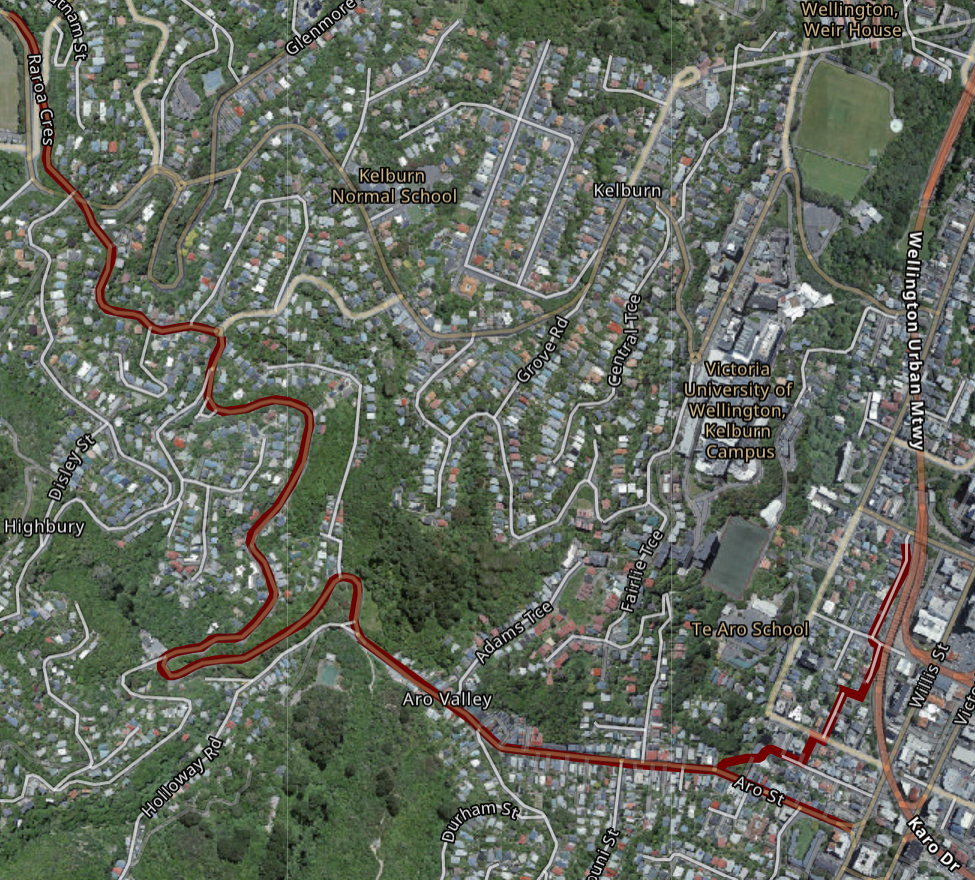 Wellington,
Weir House
Glenmore
Raroa Cres
Kelburn
Normal School
Kelburn
Wellington Urban Mtwy
Grove Rd
Central Tce
Victoria
University of
Wellington,
Kelburn
Campus
Disley St
Highbury
Fairlie Tce
Adams Tce
Te Aro School
Aro Valley
Willis St
Holloway Rd
Aro St
Durham St
Karo Dr